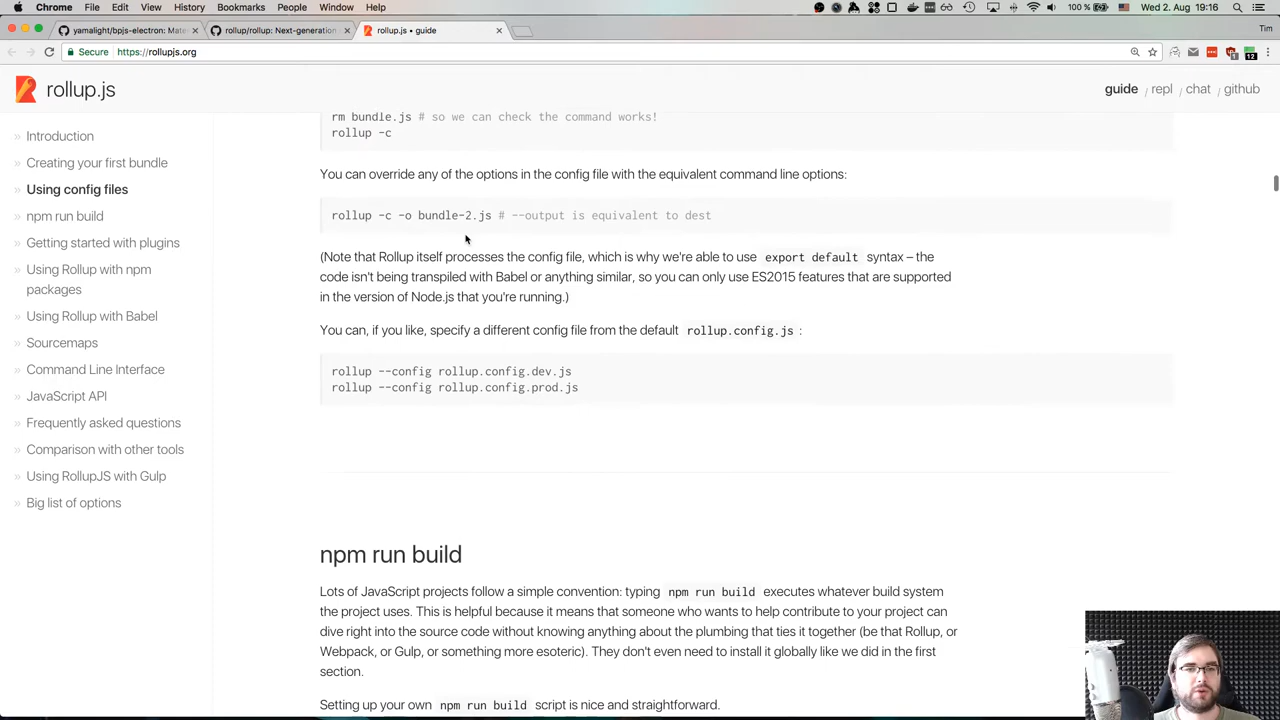 Chrome File Edit View History Bookmarks People Window Help 100 % Wed 2. Aug 19:16
yamalight/bpjs-electron: Mate
rollup/rollup: Next-generation
rollup.js • guide
Tim
Secure https://rollupjs.org
rollup.js
guide / repl / chat / github
» Introduction
» Creating your first bundle
» Using config files
» npm run build
» Getting started with plugins
» Using Rollup with npm
packages
» Using Rollup with Babel
» Sourcemaps
» Command Line Interface
» JavaScript API
» Frequently asked questions
» Comparison with other tools
» Using RollupJS with Gulp
» Big list of options
rm bundle.js # so we can check the command works!
rollup -c
You can override any of the options in the config file with the equivalent command line options:
rollup -c -o bundle-2.js # --output is equivalent to dest
(Note that Rollup itself processes the config file, which is why we're able to use export default syntax – the
code isn't being transpiled with Babel or anything similar, so you can only use ES2015 features that are supported
in the version of Node.js that you're running.)
You can, if you like, specify a different config file from the default rollup.config.js :
rollup --config rollup.config.dev.js
rollup --config rollup.config.prod.js
npm run build
Lots of JavaScript projects follow a simple convention: typing npm run build executes whatever build system
the project uses. This is helpful because it means that someone who wants to help contribute to your project can
dive right into the source code without knowing anything about the plumbing that ties it together (be that Rollup, or
Webpack, or Gulp, or something more esoteric). They don't even need to install it globally like we did in the first
section.
Setting up your own npm run build script is nice and straightforward.